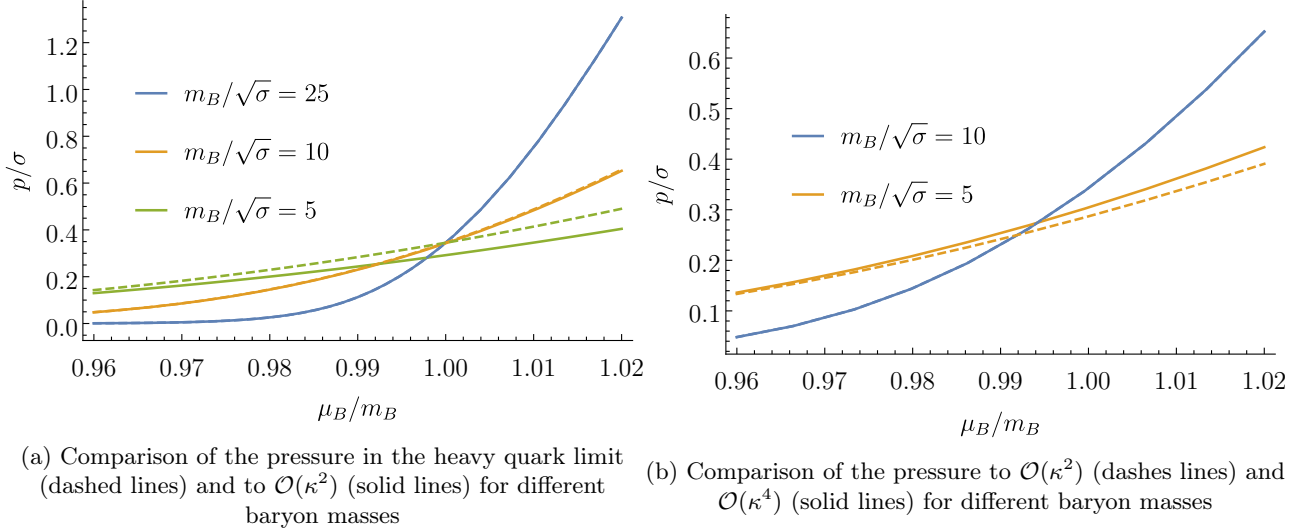 p/σ
1.2
1.0
0.8
0.6
0.4
0.2
0.0
m_B/√σ = 25
m_B/√σ = 10
m_B/√σ = 5
0.96 0.97 0.98 0.99 1.00 1.01 1.02
μ_B/m_B
(a) Comparison of the pressure in the heavy quark limit
(dashed lines) and to 𝒪(κ²) (solid lines) for different
baryon masses
p/σ
0.6
0.5
0.4
0.3
0.2
0.1
m_B/√σ = 10
m_B/√σ = 5
0.96 0.97 0.98 0.99 1.00 1.01 1.02
μ_B/m_B
(b) Comparison of the pressure to 𝒪(κ²) (dashes lines) and
𝒪(κ⁴) (solid lines) for different baryon masses